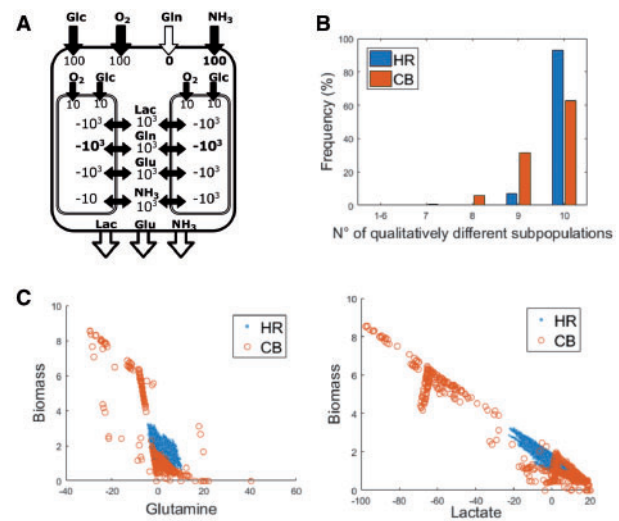 A
Glc O₂ Gln NH₃
100 100 0 100
O₂ Glc O₂ Glc
10 10 10 10
Lac
-10³ 10³ -10³
Gln
-10³ 10³ -10³
Glu
-10³ 10³ -10³
NH₃
-10 10³ -10³
Lac Glu NH₃
B
HR
CB
Frequency (%)
100
80
60
40
20
0
1-6 7 8 9 10
N° of qualitatively different subpopulations
C
HR
CB
Biomass
10
8
6
4
2
0
-40 -20 0 20 40 60
Glutamine
HR
CB
Biomass
10
8
6
4
2
0
-100 -80 -60 -40 -20 0 20
Lactate